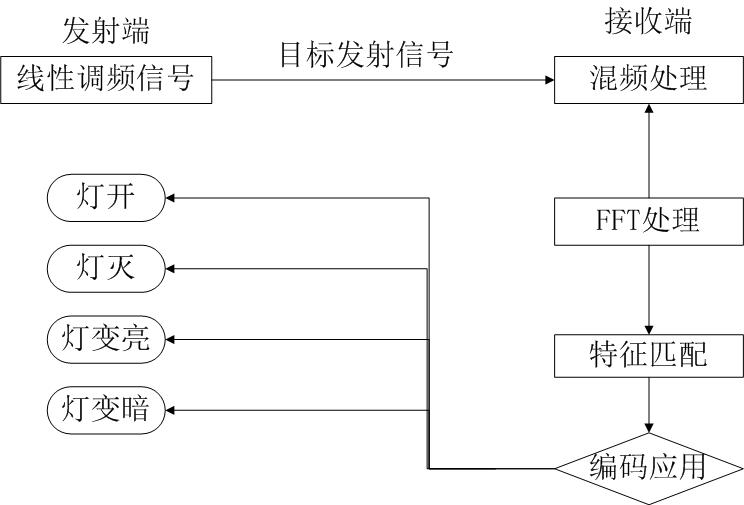 发射端
接收端
线性调频信号
目标发射信号
混频处理
灯开
FFT处理
灯灭
灯变亮
特征匹配
灯变暗
编码应用